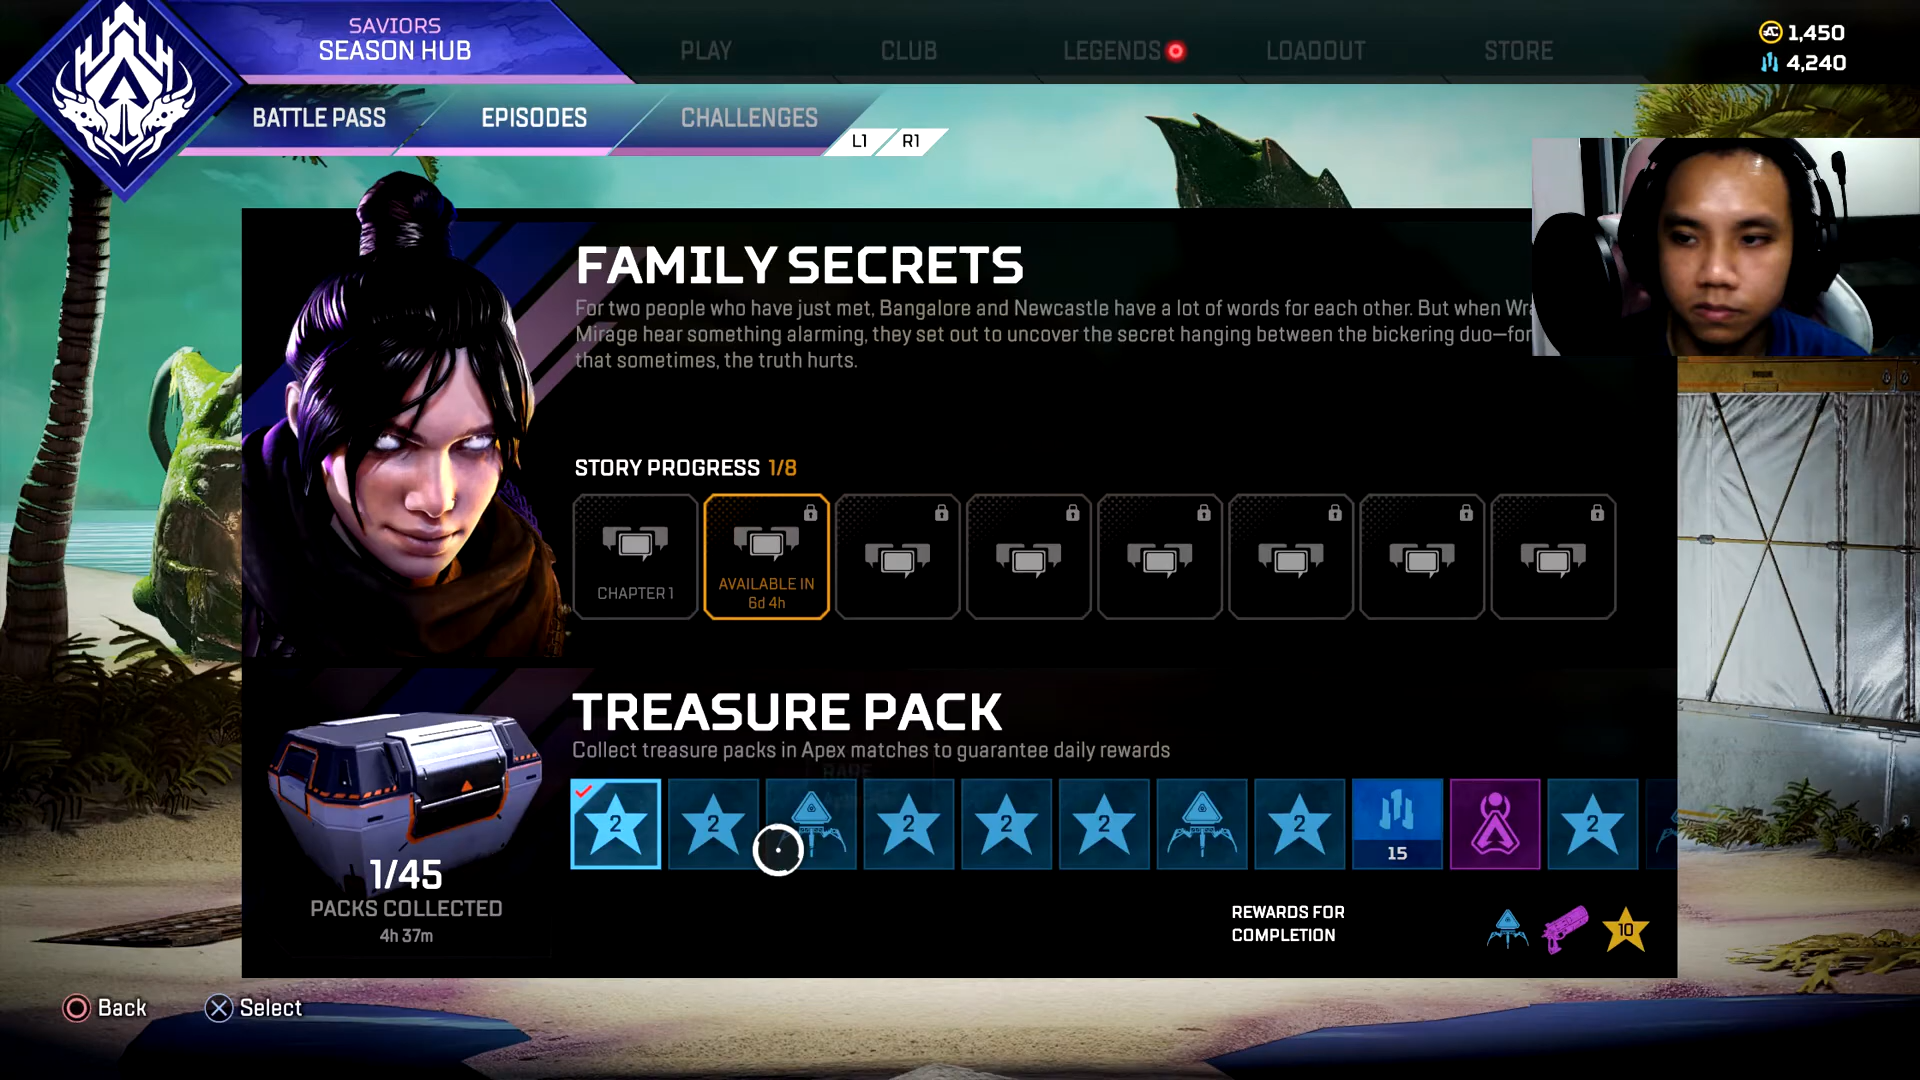 SAVIORS
SEASON HUB
PLAY
CLUB
LEGENDS
LOADOUT
STORE
1,450
4,240
BATTLE PASS
EPISODES
CHALLENGES
L1
R1
FAMILY SECRETS
For two people who have just met, Bangalore and Newcastle have a lot of words for each other. But when
Mirage hear something alarming, they set out to uncover the secret hanging between the bickering duo—
that sometimes, the truth hurts.
STORY PROGRESS 1/8
CHAPTER 1
AVAILABLE IN
6d 4h
TREASURE PACK
Collect treasure packs in Apex matches to guarantee daily rewards
RARE
2
2
2
2
2
2
15
2
1/45
PACKS COLLECTED
4h 37m
REWARDS FOR
COMPLETION
10
Back
Select